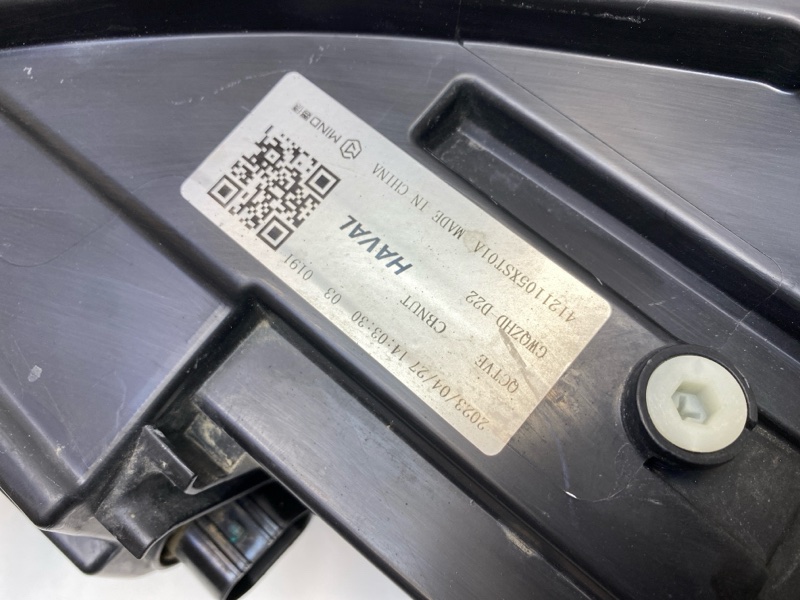 MIND
HAVAL
4121105XST01A MADE IN CHINA
GWQZHD D22
QCTVE CBNUT
2023/04/27 14:03:30 03 0191